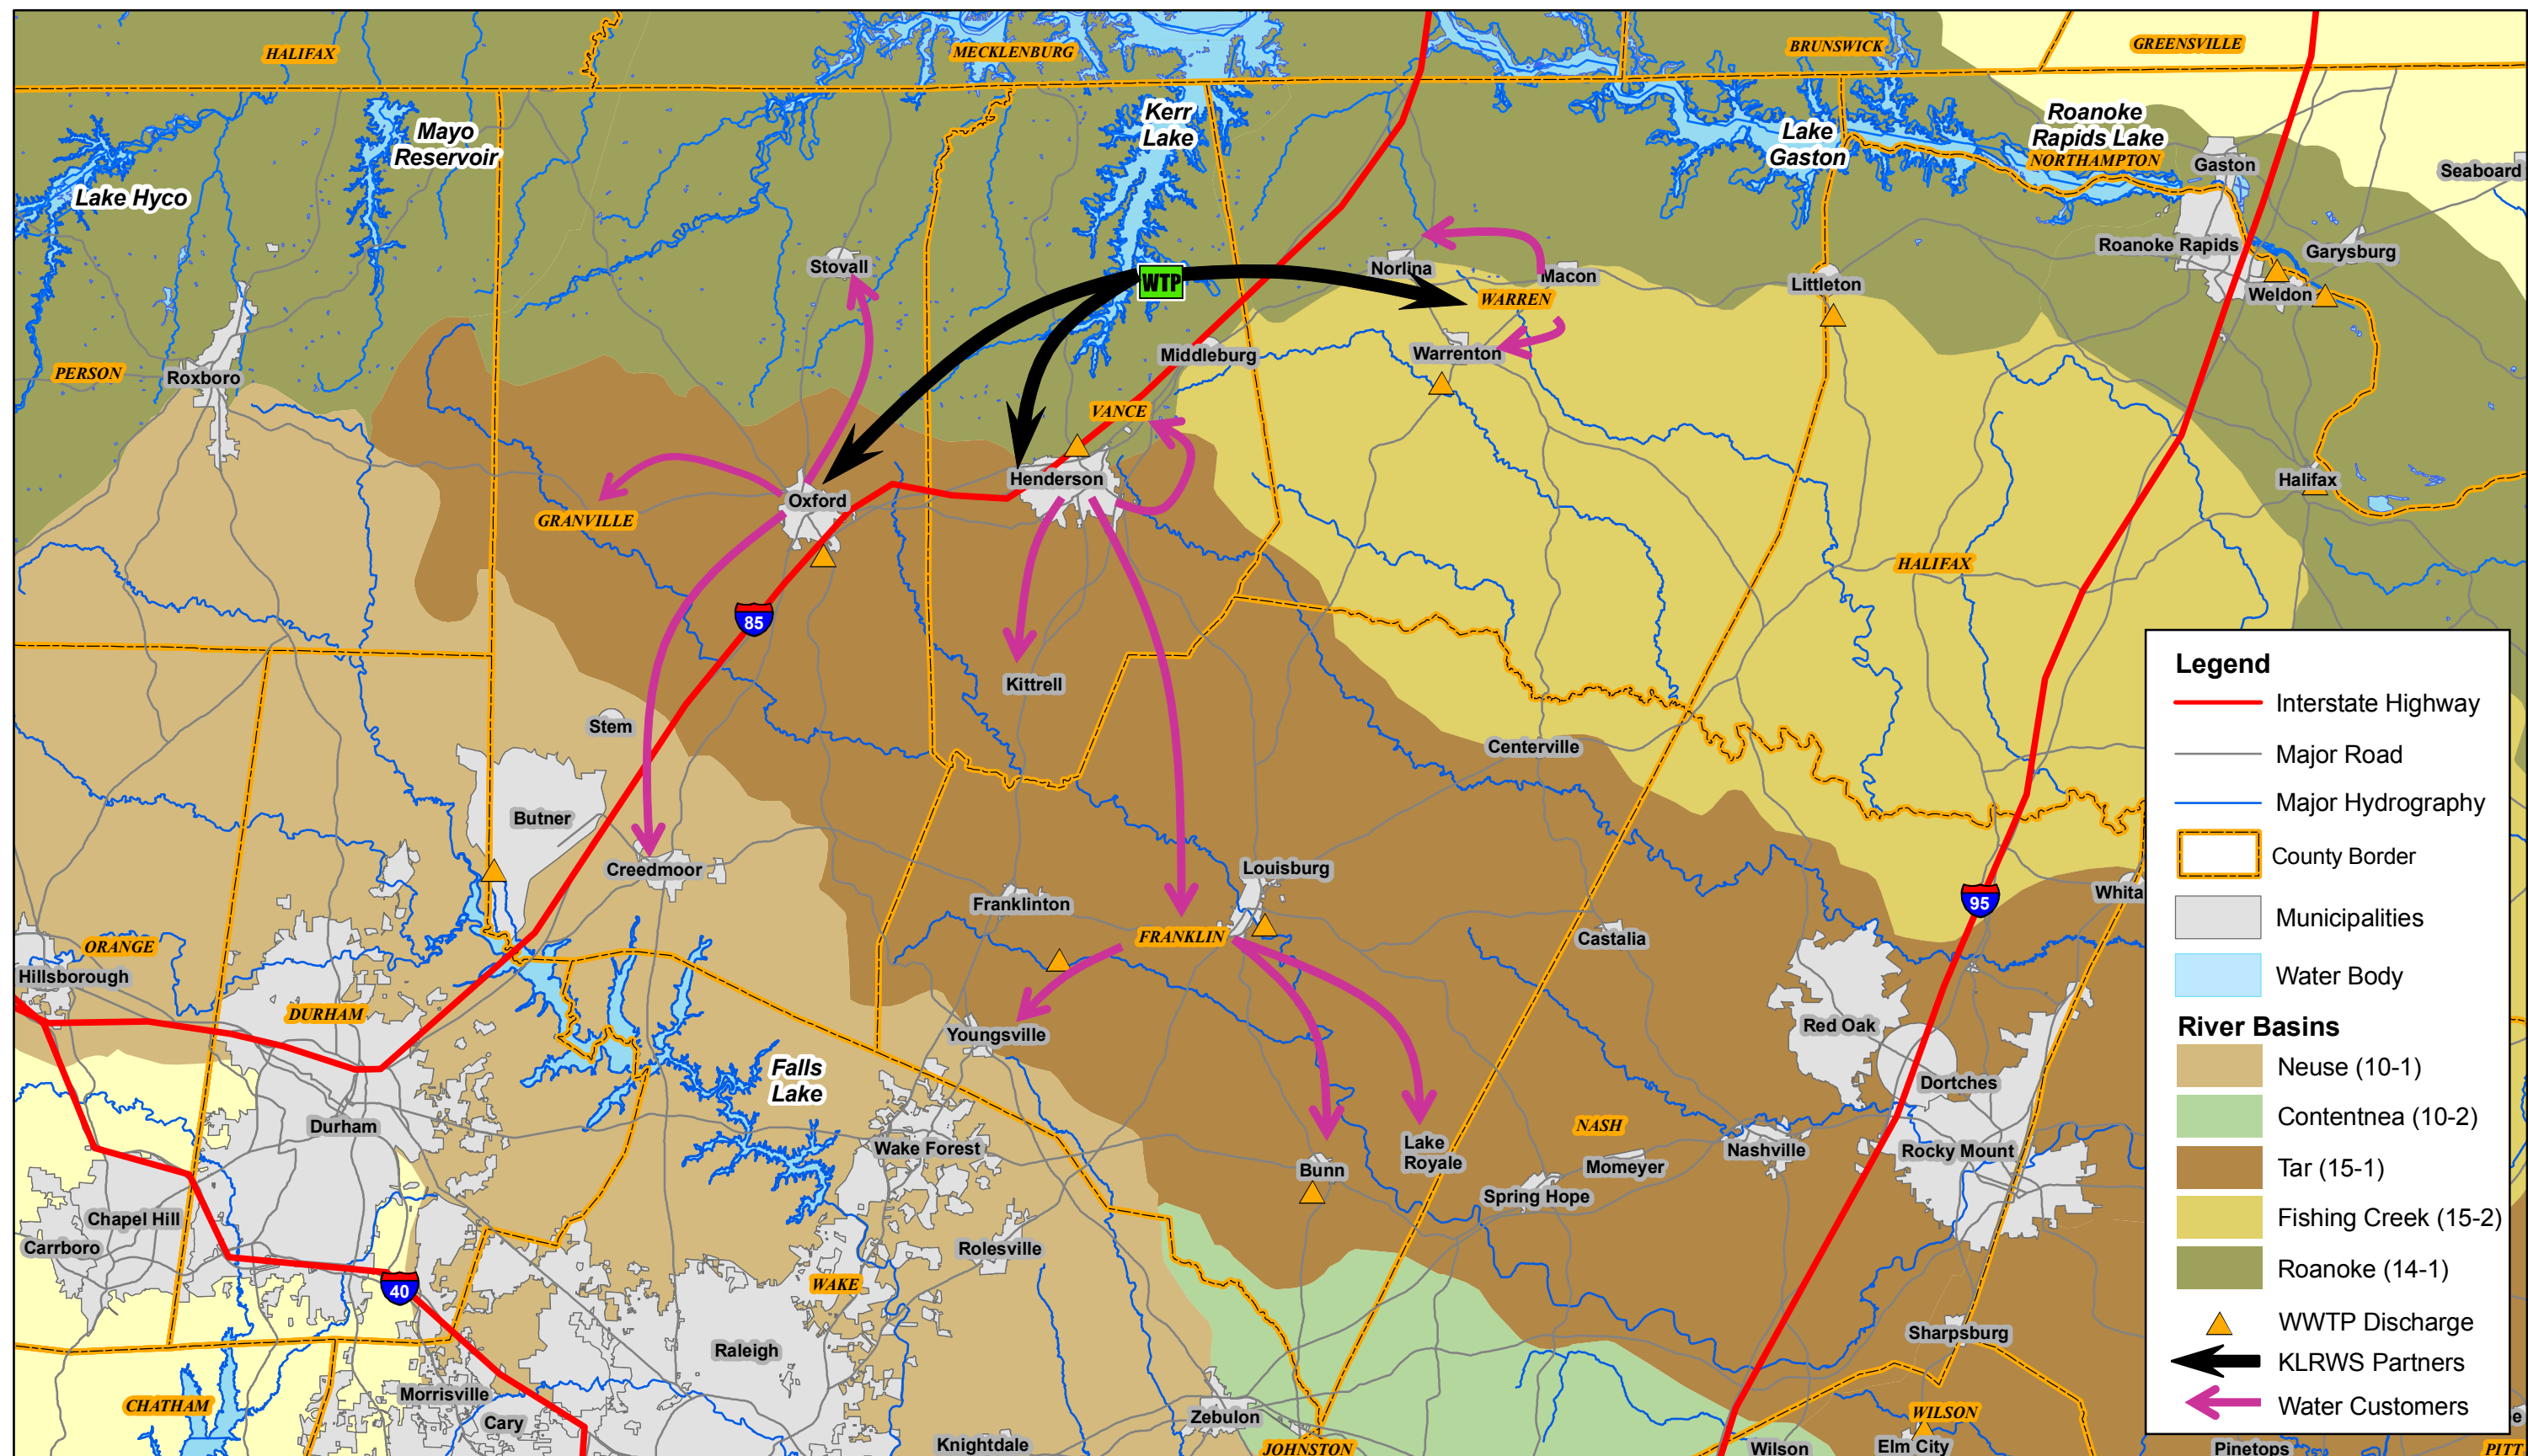 HALIFAX
MECKLENBURG
BRUNSWICK
GREENSVILLE
Mayo
Reservoir
Kerr
Lake
Lake
Gaston
Roanoke
Rapids Lake
NORTHAMPTON
Gaston
Seaboard
Lake Hyco
Stovall
WTP
Norlina
Macon
WARREN
Littleton
Roanoke Rapids
Garysburg
Weldon
PERSON
Roxboro
Middleburg
Warrenton
VANCE
Henderson
Oxford
GRANVILLE
Halifax
HALIFAX
85
Kittrell
Stem
Centerville
Butner
Creedmoor
Louisburg
Franklinton
FRANKLIN
Castalia
95
Whita
ORANGE
Hillsborough
DURHAM
Youngsville
Red Oak
Falls
Lake
Dortches
Durham
Wake Forest
Bunn
Lake
Royale
NASH
Momeyer
Nashville
Rocky Mount
Spring Hope
Chapel Hill
Carrboro
Rolesville
40
WAKE
Raleigh
Sharpsburg
CHATHAM
Morrisville
Cary
Zebulon
Knightdale
JOHNSTON
WILSON
Wilson
Elm City
Pinetops
PITT
e
Legend
Interstate Highway
Major Road
Major Hydrography
County Border
Municipalities
Water Body
River Basins
Neuse (10-1)
Contentnea (10-2)
Tar (15-1)
Fishing Creek (15-2)
Roanoke (14-1)
WWTP Discharge
KLRWS Partners
Water Customers